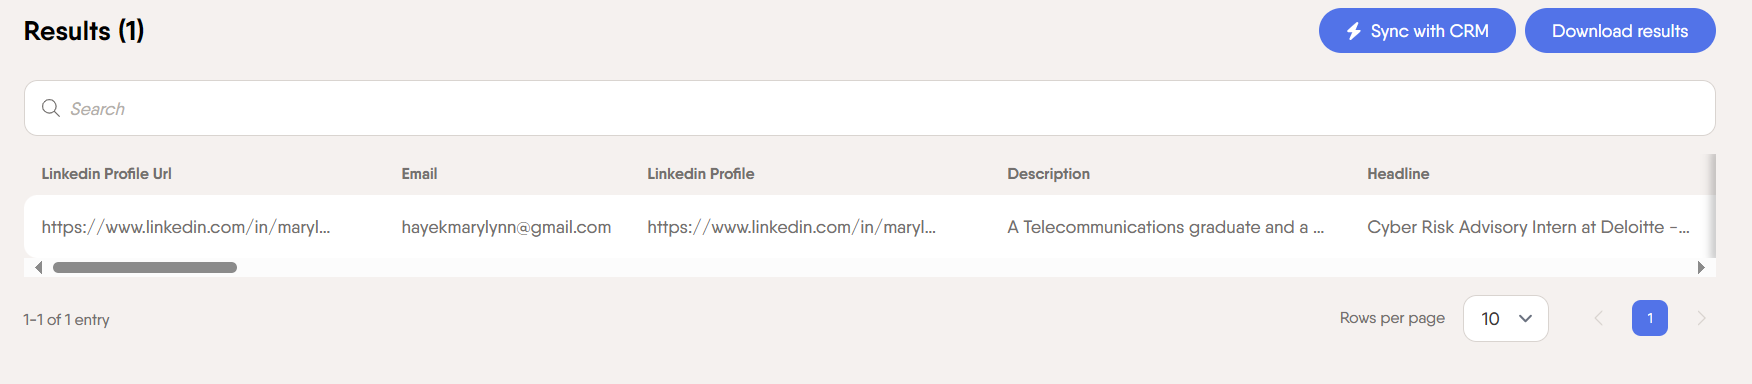 Results (1)
Sync with CRM
Download results
Search
Linkedin Profile Url Email Linkedin Profile Description Headline
https://www.linkedin.com/in/maryl... hayekmarylynn@gmail.com https://www.linkedin.com/in/maryl... A Telecommunications graduate and a ... Cyber Risk Advisory Intern at Deloitte -...
1-1 of 1 entry
Rows per page 10 1